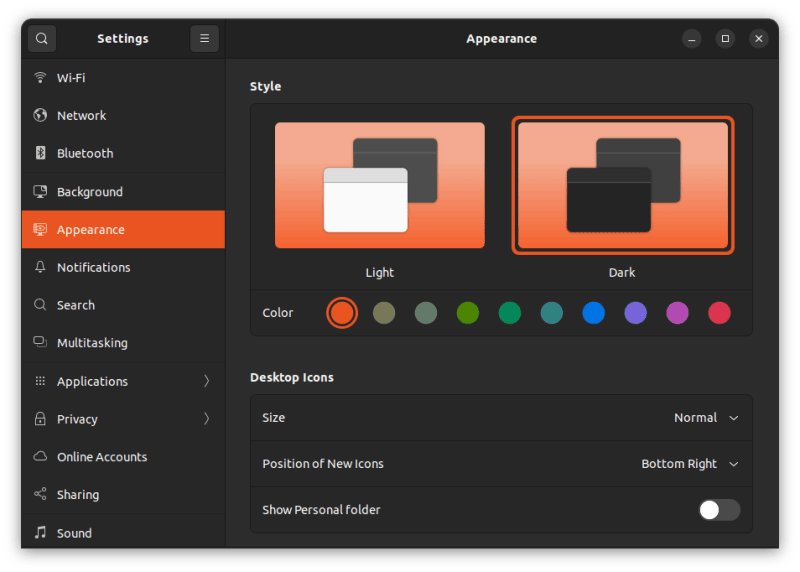 Settings
Appearance
Wi-Fi
Network
Bluetooth
Background
Appearance
Notifications
Search
Multitasking
Applications
Privacy
Online Accounts
Sharing
Sound
Style
Light
Dark
Color
Desktop Icons
Size Normal
Position of New Icons Bottom Right
Show Personal folder